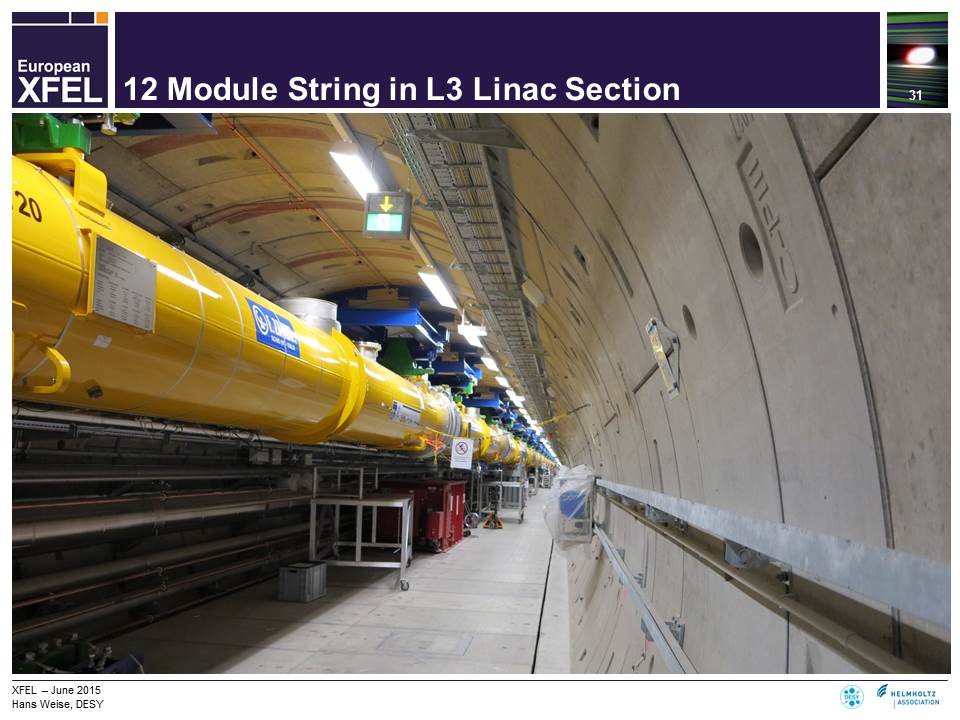 European
XFEL
12 Module String in L3 Linac Section
31
20
XFEL – June 2015
Hans Weise, DESY
DESY
HELMHOLTZ
ASSOCIATION